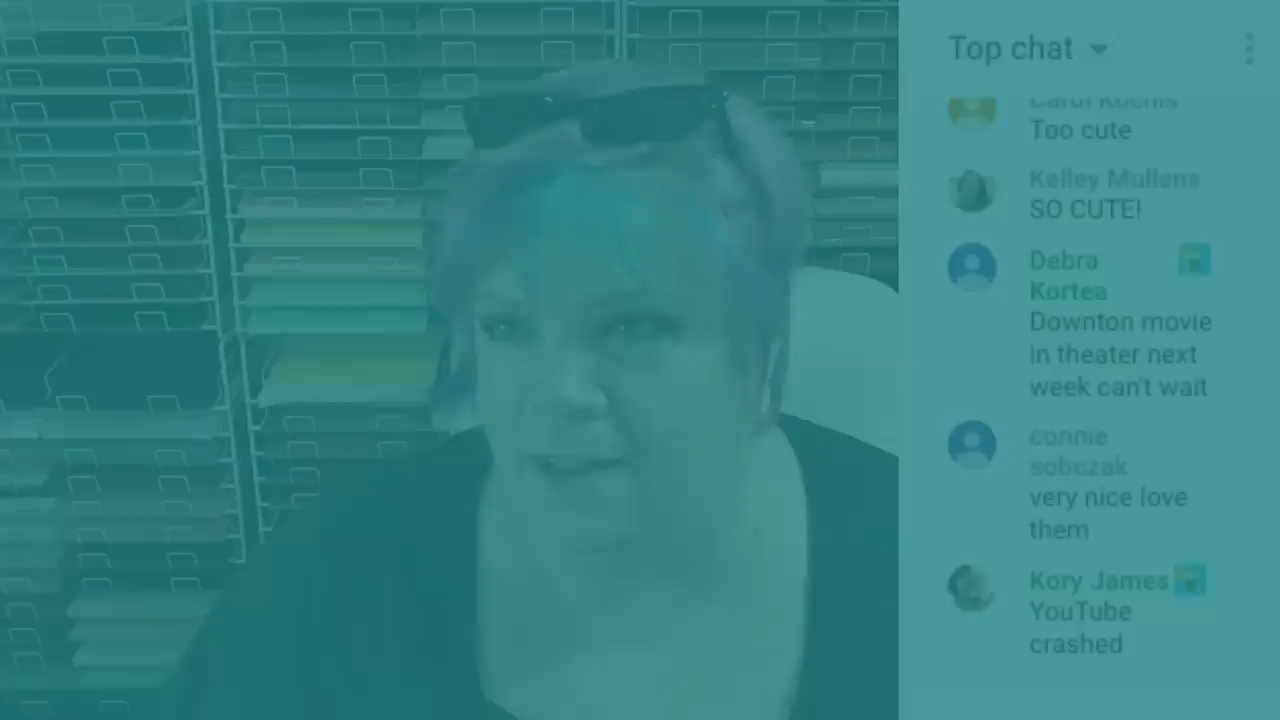 Top chat
Too cute
Kelley Mullens
SO CUTE!
Debra
Kortea
Downton movie
in theater next
week can't wait
connie
sobczak
very nice love
them
Kory James
YouTube
crashed